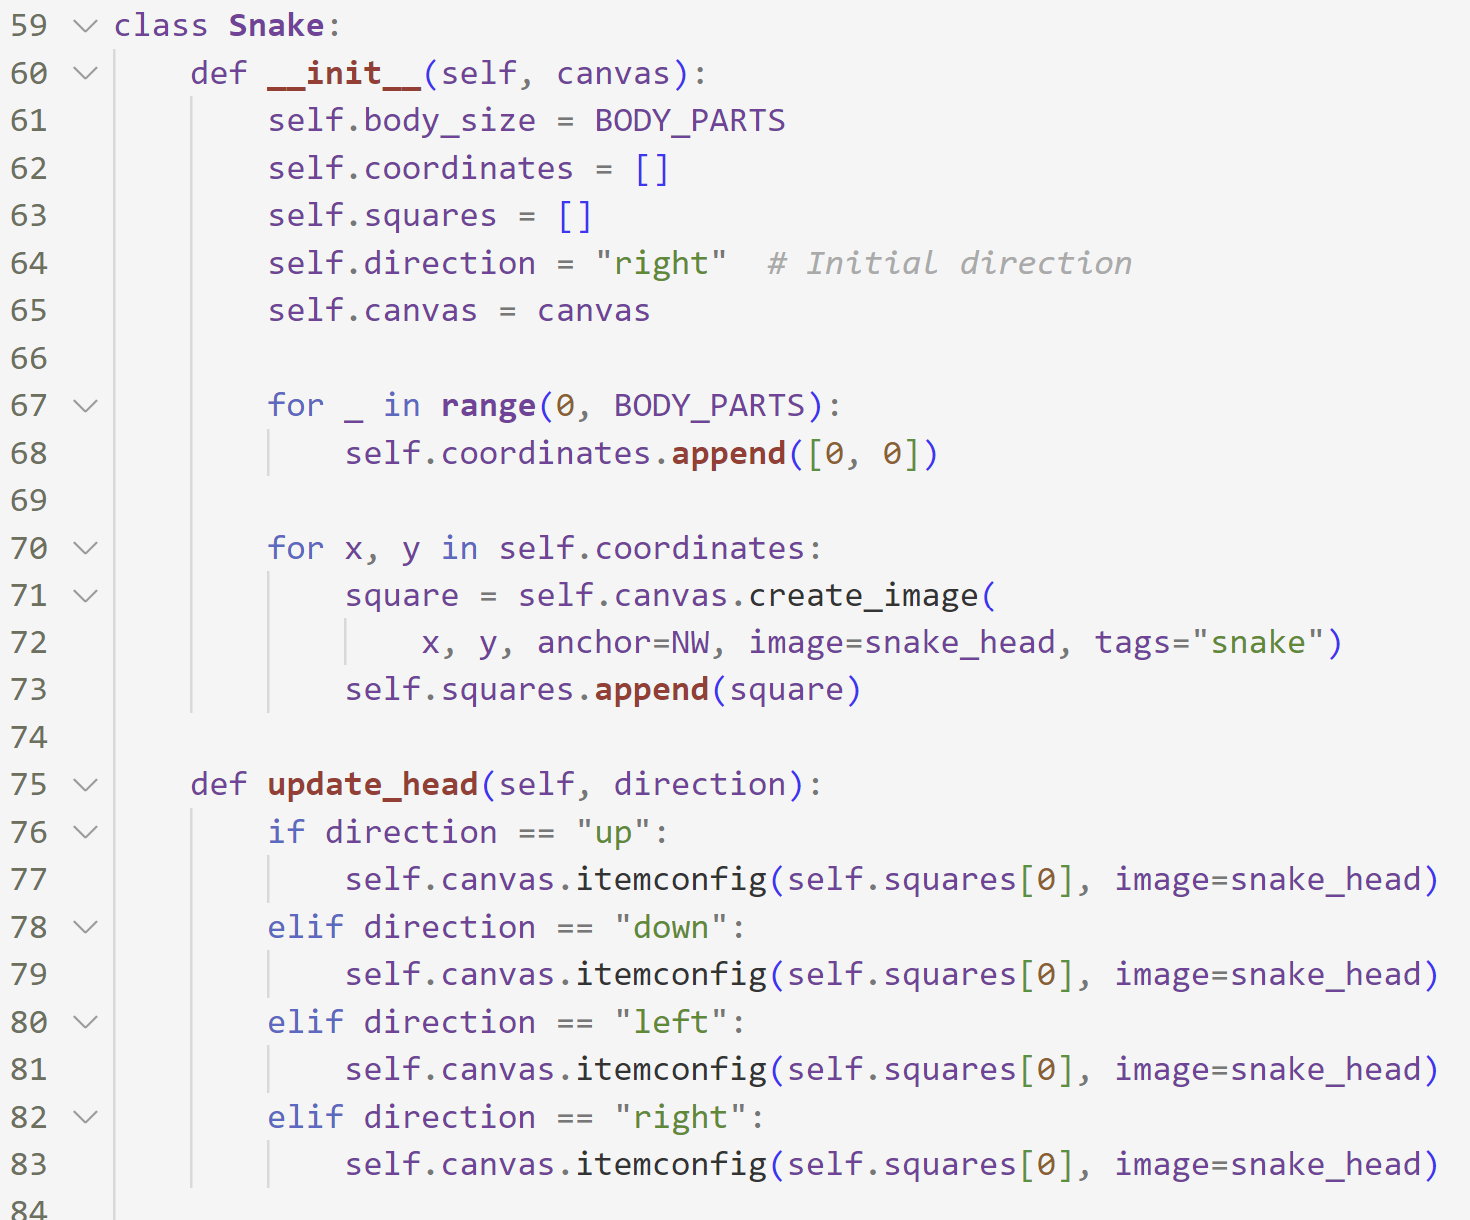 59 class Snake:
60     def __init__(self, canvas):
61         self.body_size = BODY_PARTS
62         self.coordinates = []
63         self.squares = []
64         self.direction = "right"  # Initial direction
65         self.canvas = canvas
66
67         for _ in range(0, BODY_PARTS):
68             self.coordinates.append([0, 0])
69
70         for x, y in self.coordinates:
71             square = self.canvas.create_image(
72                 x, y, anchor=NW, image=snake_head, tags="snake")
73             self.squares.append(square)
74
75     def update_head(self, direction):
76         if direction == "up":
77             self.canvas.itemconfig(self.squares[0], image=snake_head)
78         elif direction == "down":
79             self.canvas.itemconfig(self.squares[0], image=snake_head)
80         elif direction == "left":
81             self.canvas.itemconfig(self.squares[0], image=snake_head)
82         elif direction == "right":
83             self.canvas.itemconfig(self.squares[0], image=snake_head)
84